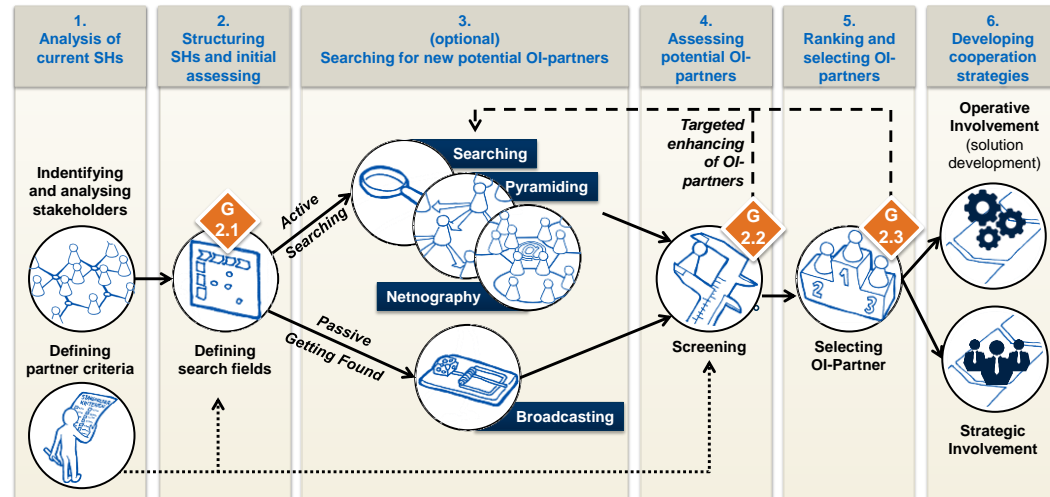 1.
Analysis of
current SHs
2.
Structuring
SHs and initial
assessing
3.
(optional)
Searching for new potential OI-partners
4.
Assessing
potential OI-
partners
5.
Ranking and
selecting OI-
partners
6.
Developing
cooperation
strategies
Indentifying
and analysing
stakeholders
Defining
partner criteria
G
2.1
Defining
search fields
Active
Searching
Passive
Getting Found
Searching
Pyramiding
Netnography
Broadcasting
Targeted
enhancing
of OI-
partners
G
2.2
Screening
G
2.3
1
2
3
Selecting
OI-Partner
Operative
Involvement
(solution
development)
Strategic
Involvement